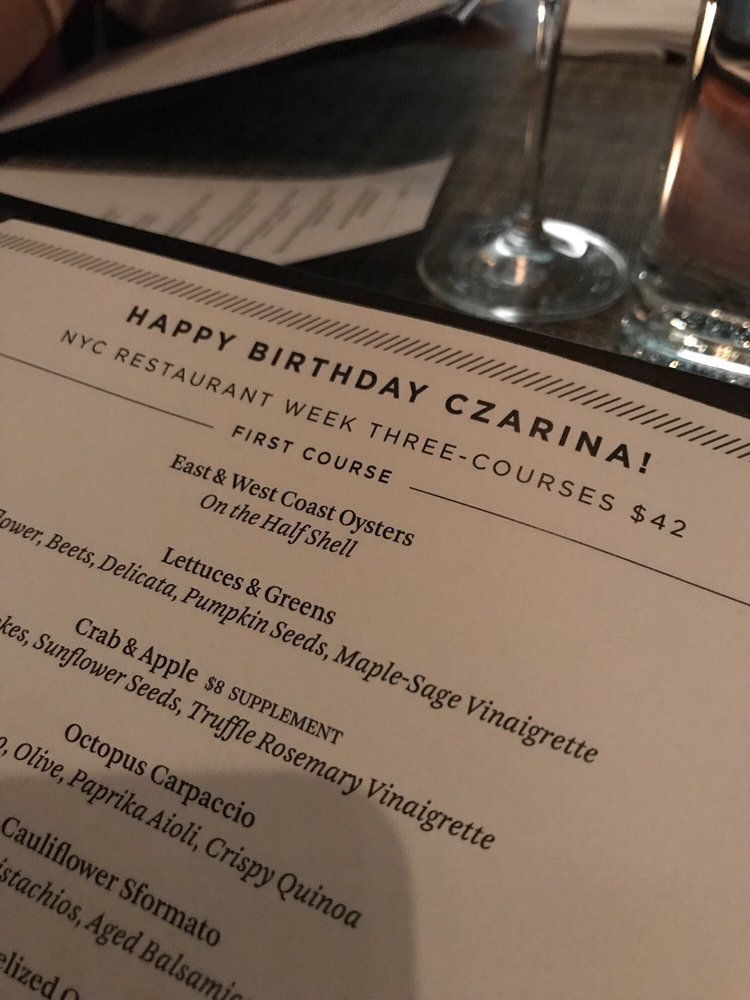 HAPPY BIRTHDAY CZARINA!
NYC RESTAURANT WEEK THREE-COURSES $42
FIRST COURSE
East & West Coast Oysters
On the Half Shell
Lettuces & Greens
Beets, Delicata, Pumpkin Seeds, Maple-Sage Vinaigrette
Crab & Apple $8 SUPPLEMENT
Sunflower Seeds, Truffle Rosemary Vinaigrette
Octopus Carpaccio
Olive, Paprika Aioli, Crispy Quinoa
Cauliflower Sformato
Aged Balsamic